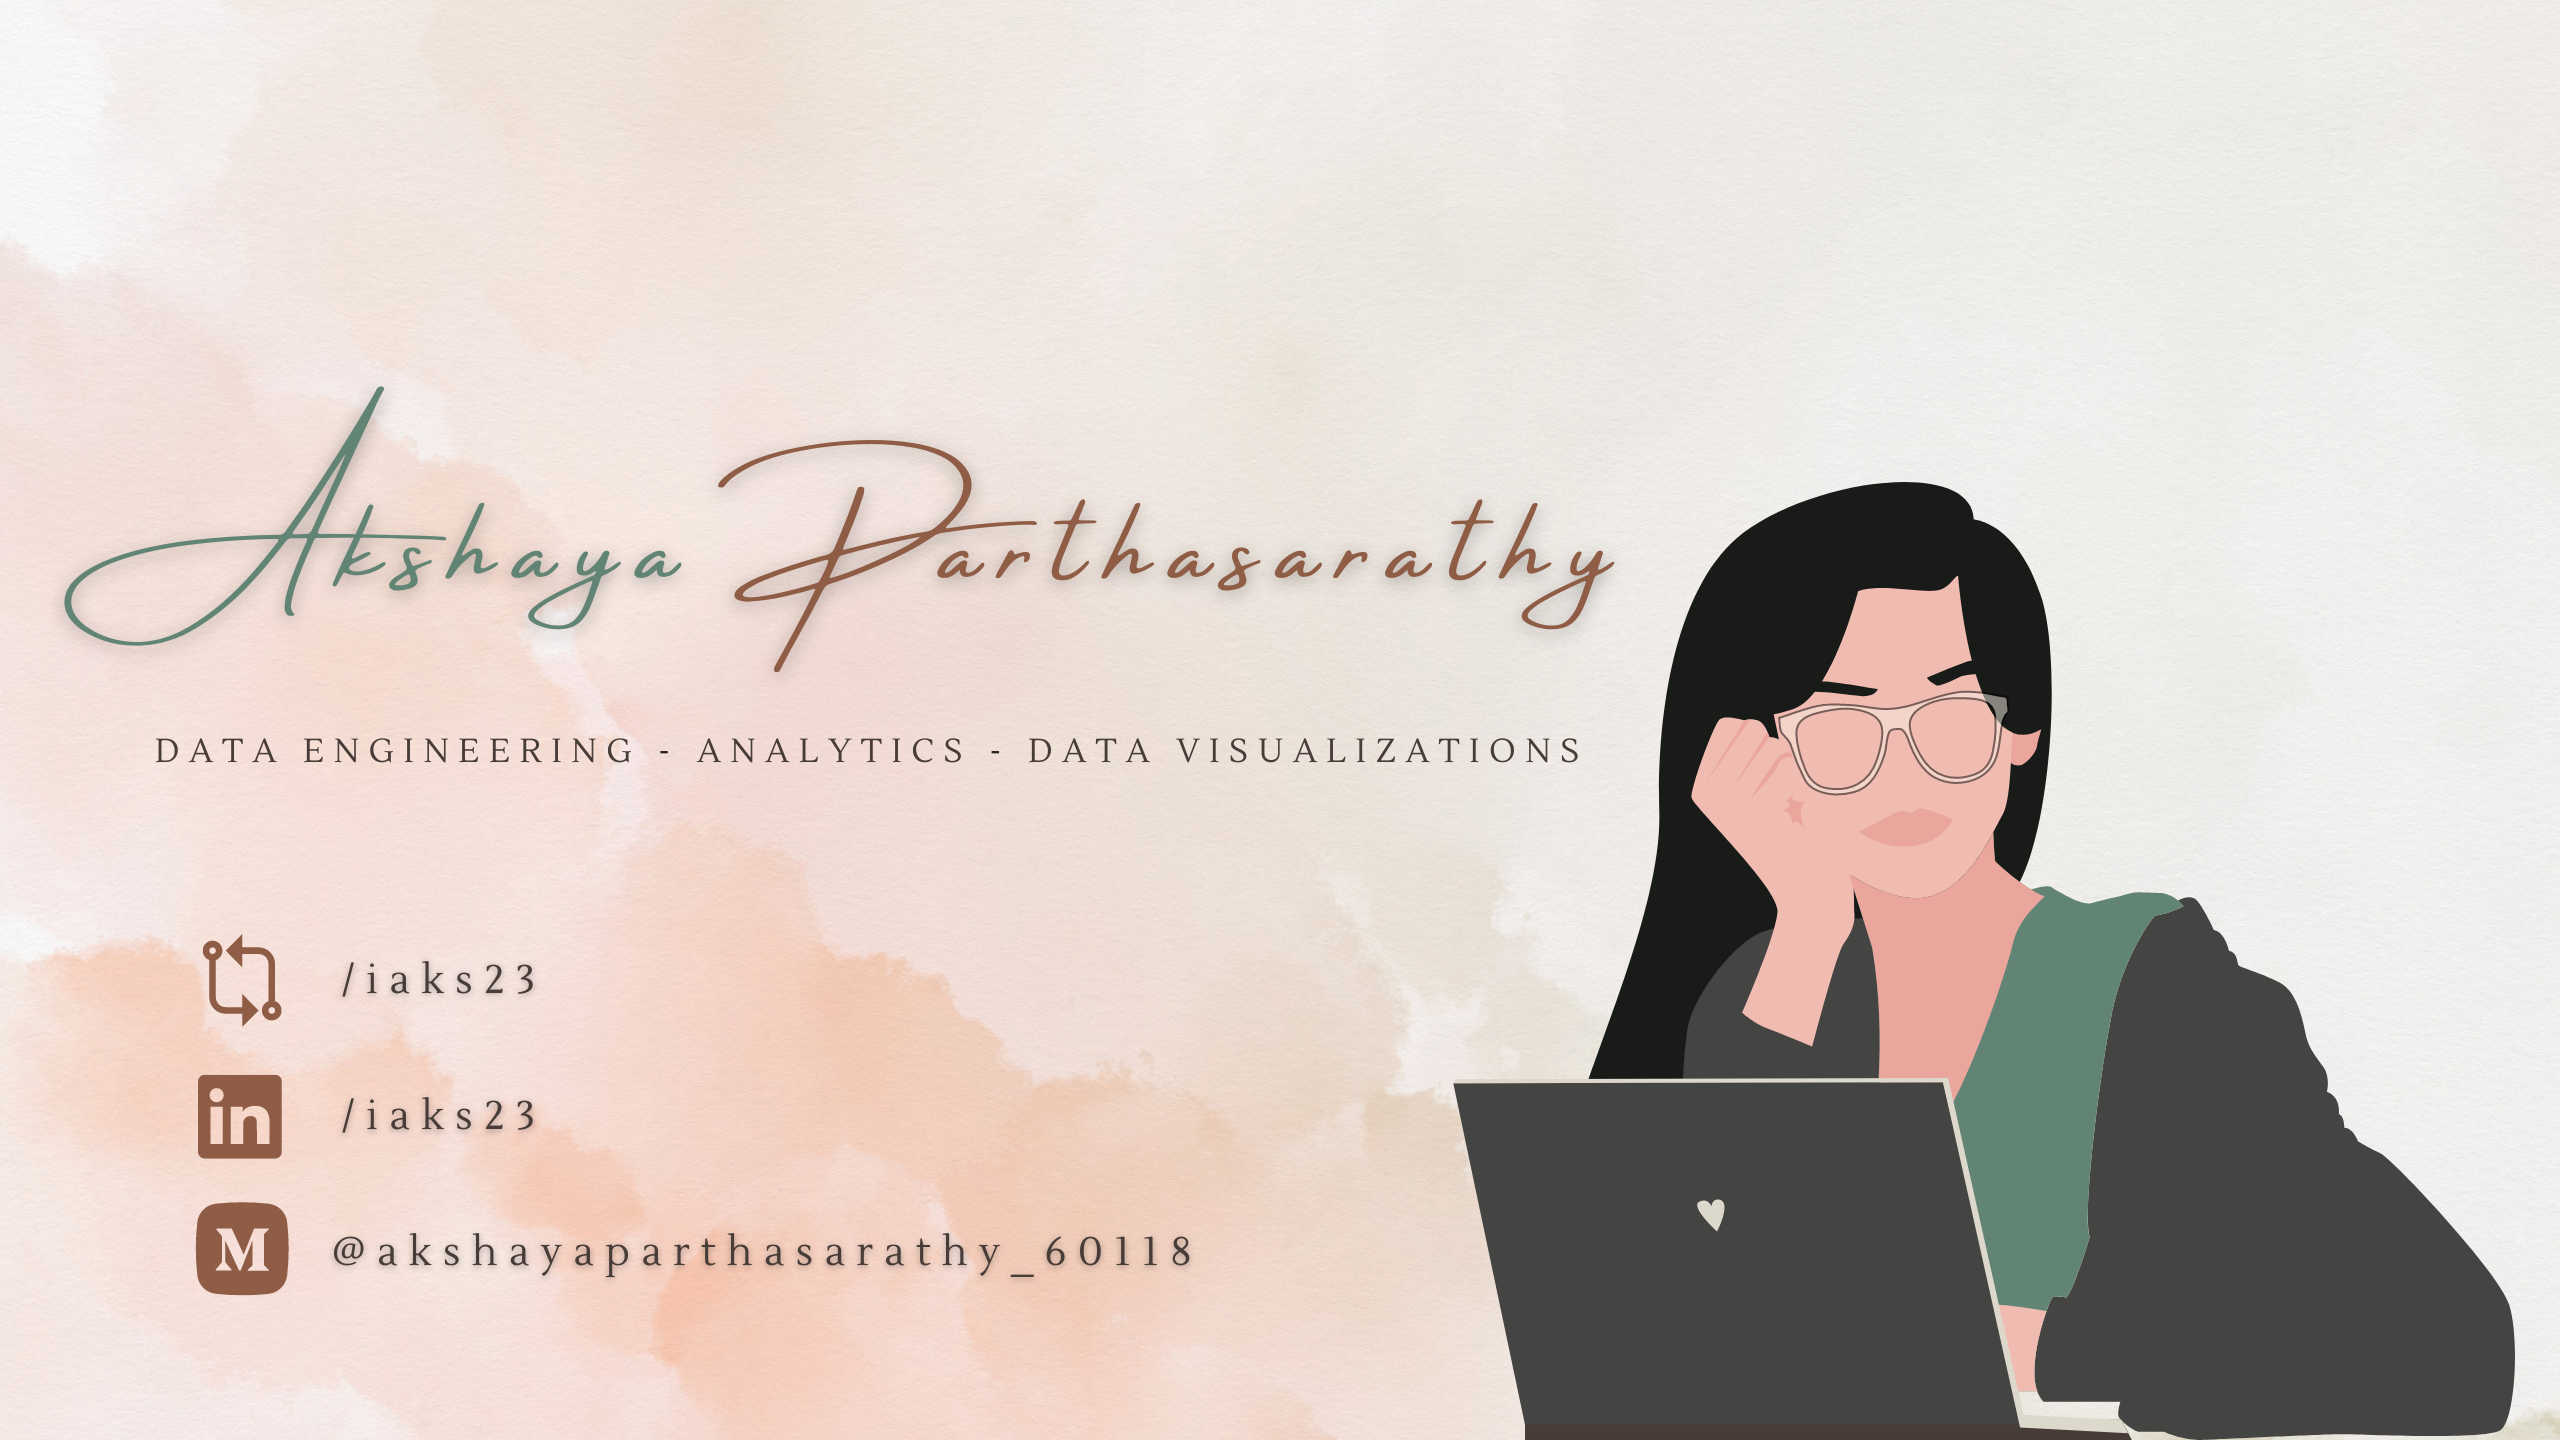 Akshaya Parthasarathy
DATA ENGINEERING - ANALYTICS - DATA VISUALIZATIONS
/iaks23
in
/iaks23
M
@akshayaparthasarathy_60118